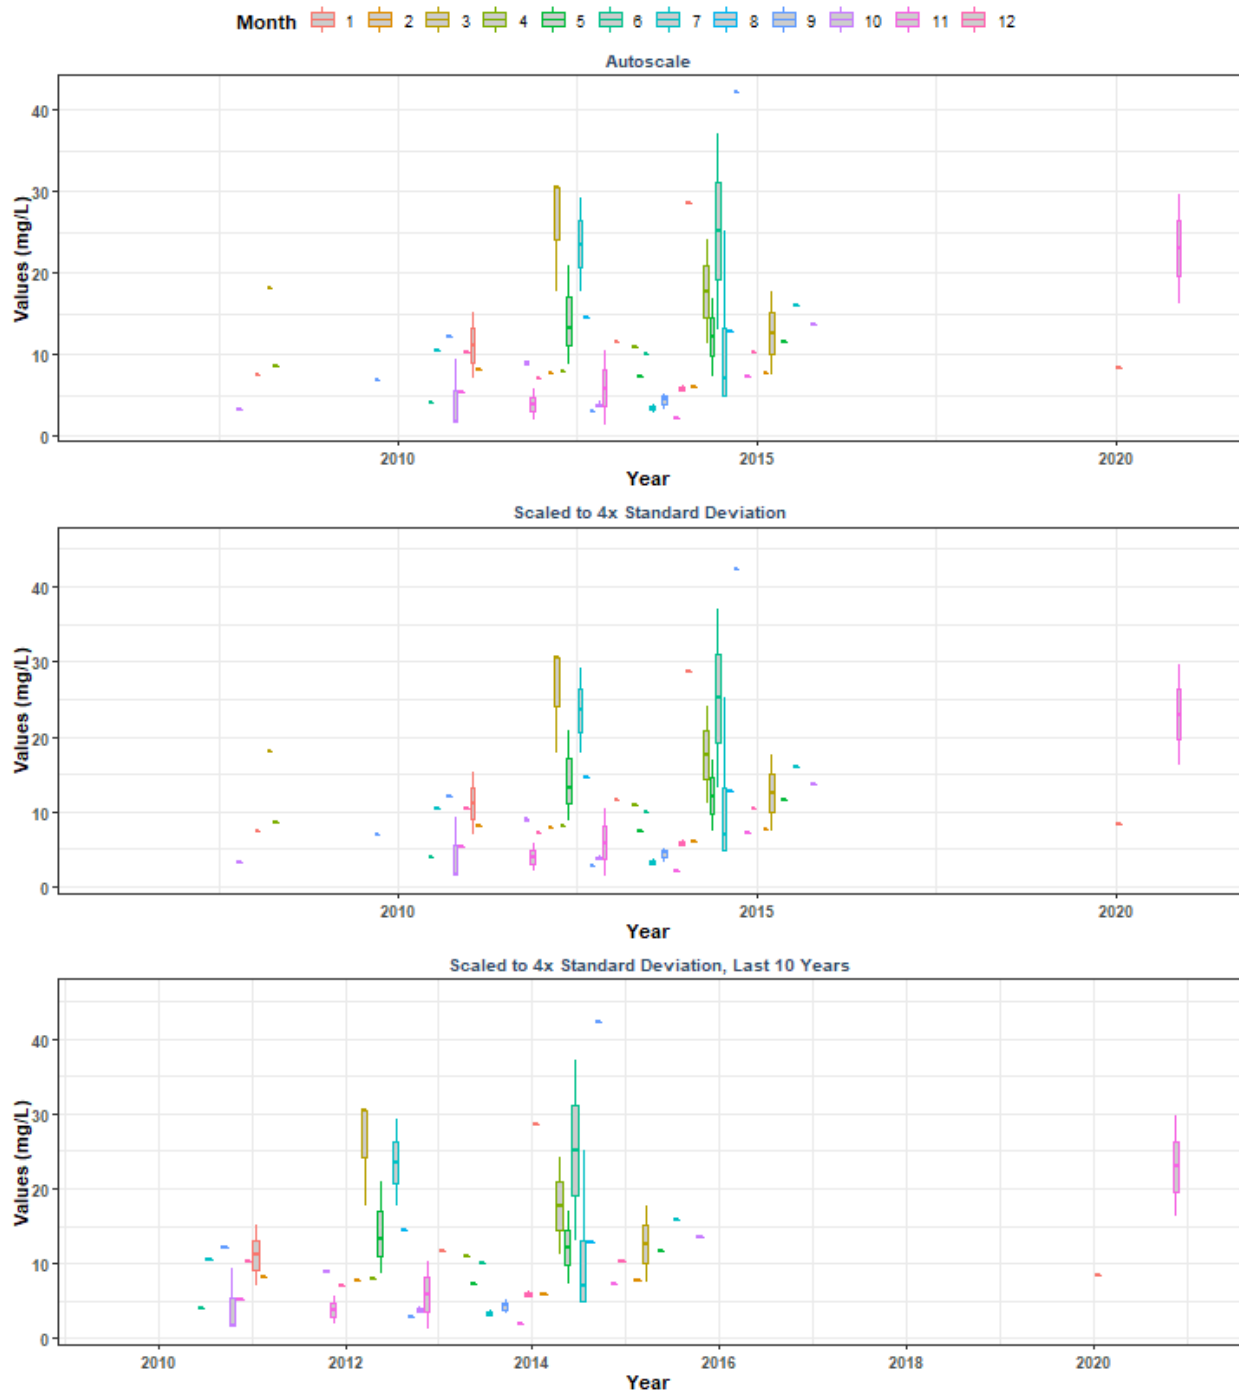 Month 1 2 3 4 5 6 7 8 9 10 11 12
Autoscale
Values (mg/L)
40
30
20
10
0
2010 2015 2020
Year
Scaled to 4x Standard Deviation
Values (mg/L)
40
30
20
10
0
2010 2015 2020
Year
Scaled to 4x Standard Deviation, Last 10 Years
Values (mg/L)
40
30
20
10
0
2010 2012 2014 2016 2018 2020
Year